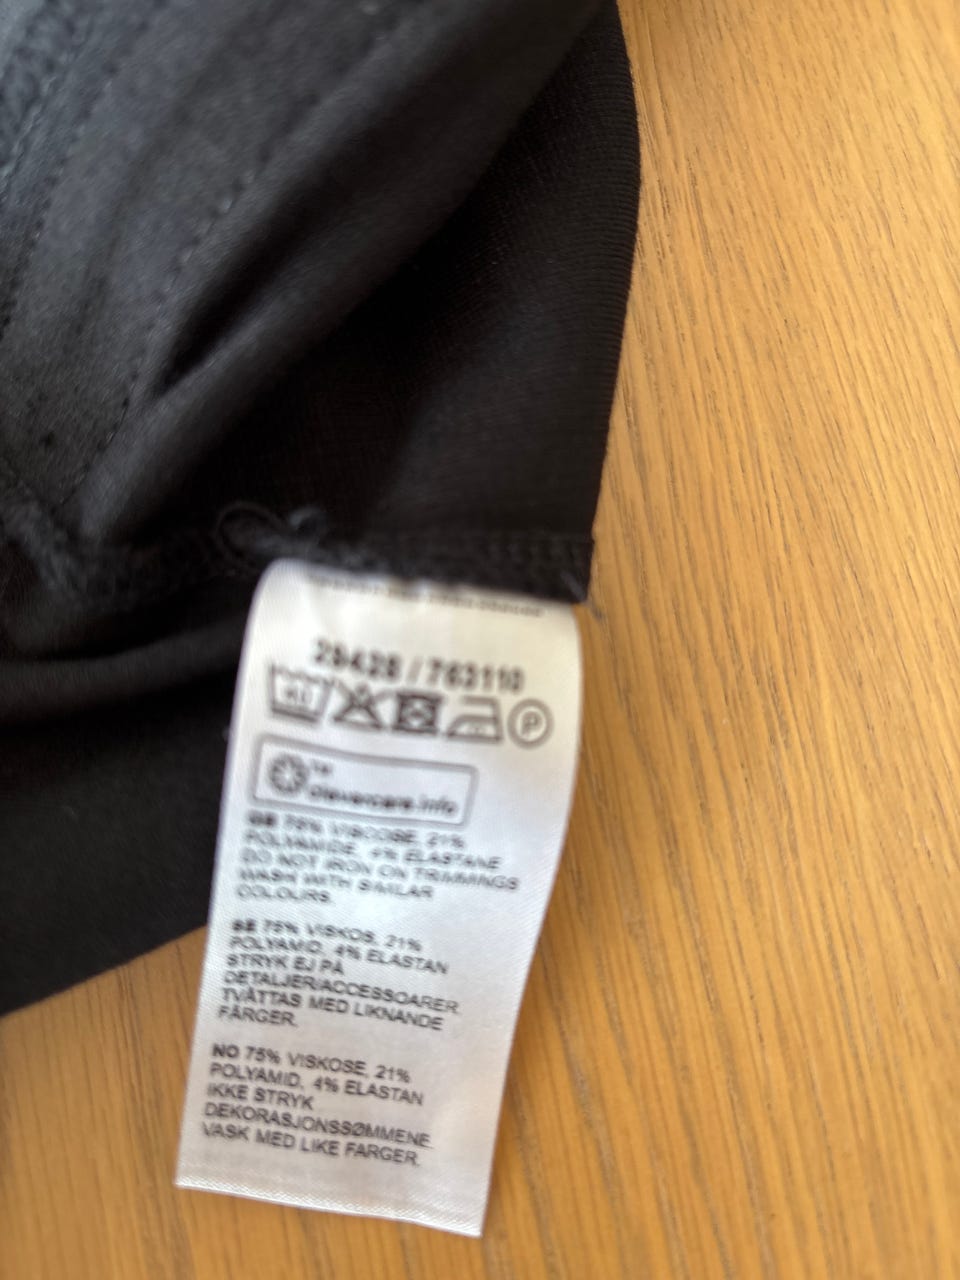 29428 / 763110
P
clevercare.info
GB 75% VISCOSE, 21%
POLYAMIDE, 4% ELASTANE
DO NOT IRON ON TRIMMINGS
WASH WITH SIMILAR
COLOURS.
SE 75% VISKOS, 21%
POLYAMID, 4% ELASTAN
STRYK EJ PÅ
DETALJER/ACCESSOARER.
TVÄTTAS MED LIKNANDE
FÄRGER.
NO 75% VISKOSE, 21%
POLYAMID, 4% ELASTAN
IKKE STRYK
DEKORASJONSSØMMENE.
VASK MED LIKE FARGER.